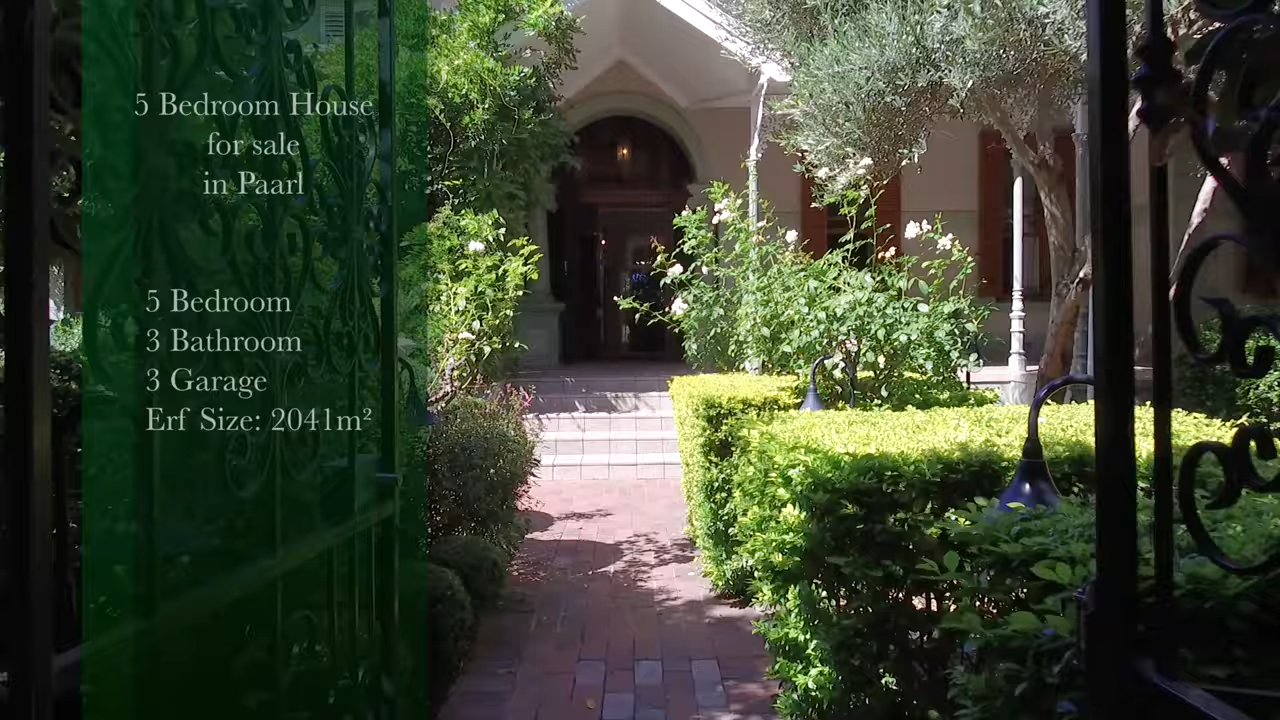 5 Bedroom House
for sale
in Paarl
5 Bedroom
3 Bathroom
3 Garage
Erf Size: 2041m²